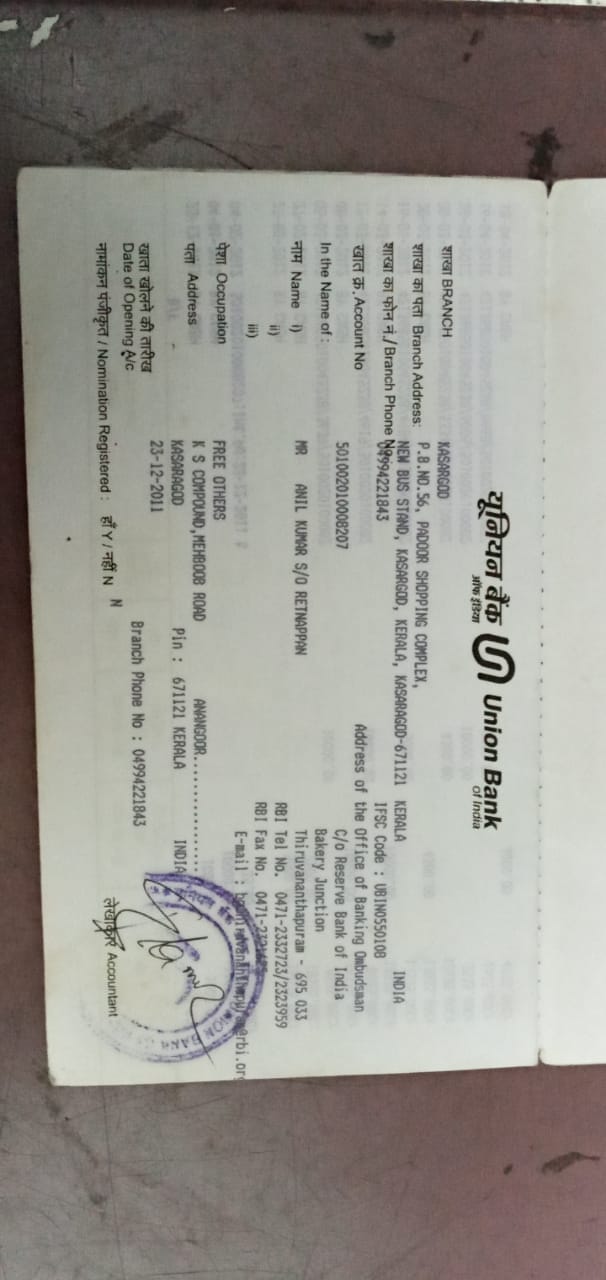 यूनियन बैंक Union Bank
ऑफ इंडिया of India
शाखा BRANCH KASARGOD
शाखा का पता Branch Address: P.B.NO.56, PADOOR SHOPPING COMPLEX,
NEW BUS STAND, KASARGOD, KERALA, KASARAGOD-671121 KERALA INDIA
शाखा का फोन नं./Branch Phone No 04994221843 IFSC Code : UBIN0550108
खात क्र. Account No 501002010008207 Address of the Office of Banking Ombudsman
C/o Reserve Bank of India
In the Name of : Bakery Junction
नाम Name i) MR ANIL KUMAR S/O RETNAPPAN Thiruvananthapuram - 695 033
ii) RBI Tel No. 0471-2332723/2323959
iii) RBI Fax No. 0471-
E-mail : @rbi.org
पेशा Occupation FREE OTHERS
पता Address K S COMPOUND,MEHBOOB ROAD ANANGOOR..............
KASARAGOD Pin : 671121 KERALA INDIA
खाता खोलने की तारीख 23-12-2011
Date of Opening A/c Branch Phone No : 04994221843
नामांकन पंजीकृत / Nomination Registered : हाँ Y / नहीं N N
लेखाकार Accountant
UNION BANK